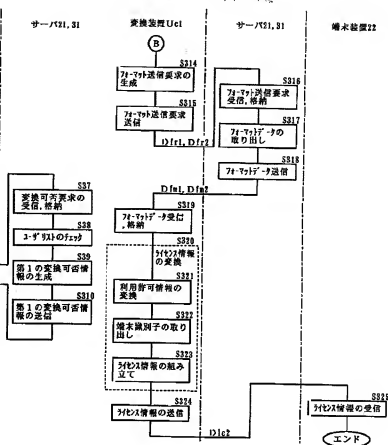 サーバ21,31
変換装置Uc1
サーバ21,31
端末装置22
B
S314
フォーマット送信要求の
生成
S315
フォーマット送信要求
送信
Dfr1, Dfr2
S316
フォーマット送信要求
受信,格納
S317
フォーマットデータの
取り出し
S318
フォーマットデータ送信
Dfm1, Dfm2
S37
変換可否要求の
受信,格納
S38
ユーザリストのチェック
S39
第1の変換可否情
報の生成
S310
第1の変換可否情
報の送信
S319
フォーマットデータ受信
,格納
S320
ライセンス情報
の変換
S321
利用許可情報の
変換
S322
端末識別子の取り
出し
S323
ライセンス情報の組み
立て
S324
ライセンス情報の送信
Dlc2
S325
ライセンス情報の受信
エンド